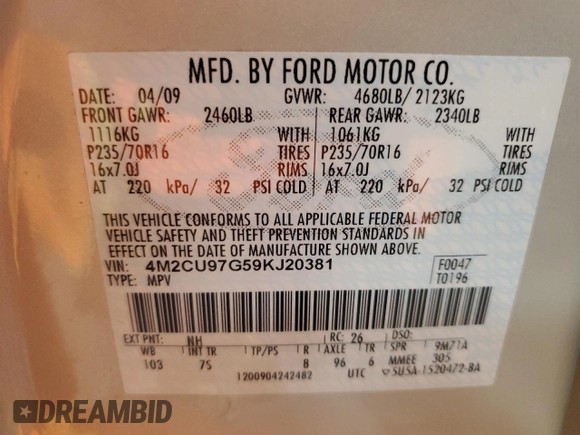 MFD. BY FORD MOTOR CO.
DATE: 04/09 GVWR: 4680LB/ 2123KG
FRONT GAWR: 2460LB REAR GAWR: 2340LB
1116KG WITH 1061KG WITH
P235/70R16 TIRES P235/70R16 TIRES
16x7.0J RIMS 16x7.0J RIMS
AT 220 kPa/ 32 PSI COLD AT 220 kPa/ 32 PSI COLD
THIS VEHICLE CONFORMS TO ALL APPLICABLE FEDERAL MOTOR
VEHICLE SAFETY AND THEFT PREVENTION STANDARDS IN
EFFECT ON THE DATE OF MANUFACTURE SHOWN ABOVE.
VIN: 4M2CU97G59KJ20381 F0047
TYPE: MPV T0196
EXT PNT: NH RC: 26 DSO:
WB INT TR TP/PS R AXLE TR SPR 9M71A
103 7S 8 96 6 MMEE 305
1200904242482 UTC 5U5A-1520472-BA
DREAMBID